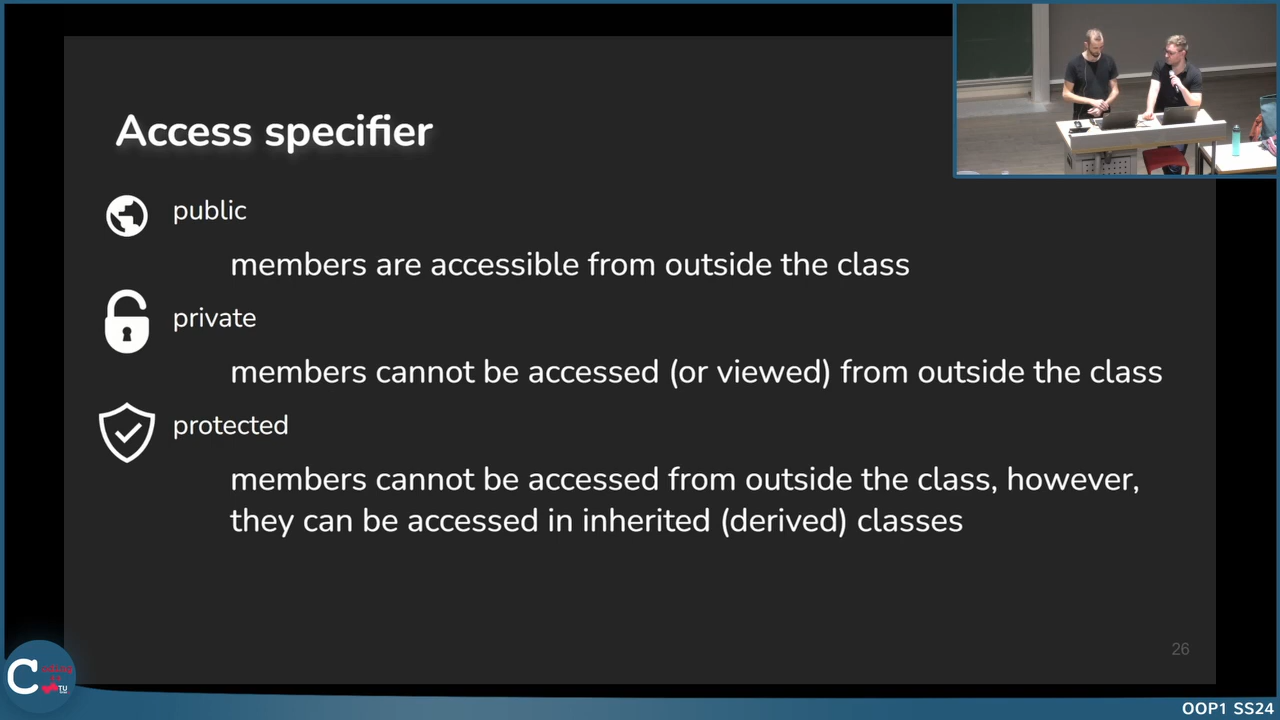 Access specifier
public
members are accessible from outside the class
private
members cannot be accessed (or viewed) from outside the class
protected
members cannot be accessed from outside the class, however,
they can be accessed in inherited (derived) classes
26
C
TU
OOP1 SS24